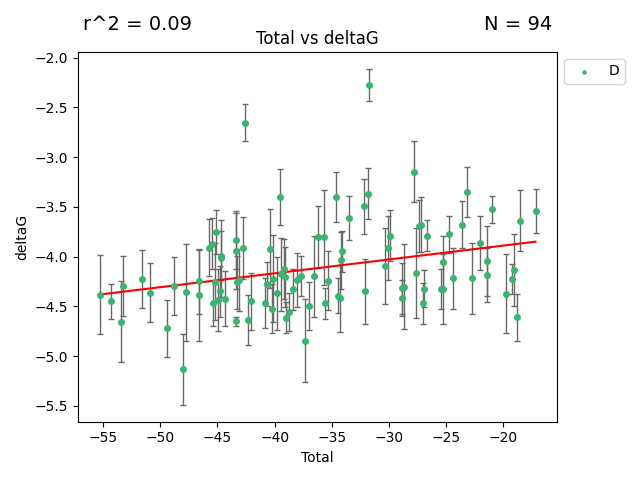 r^2 = 0.09
N = 94
Total vs deltaG
D
deltaG
−2.0
−2.5
−3.0
−3.5
−4.0
−4.5
−5.0
−5.5
−55
−50
−45
−40
−35
−30
−25
−20
Total